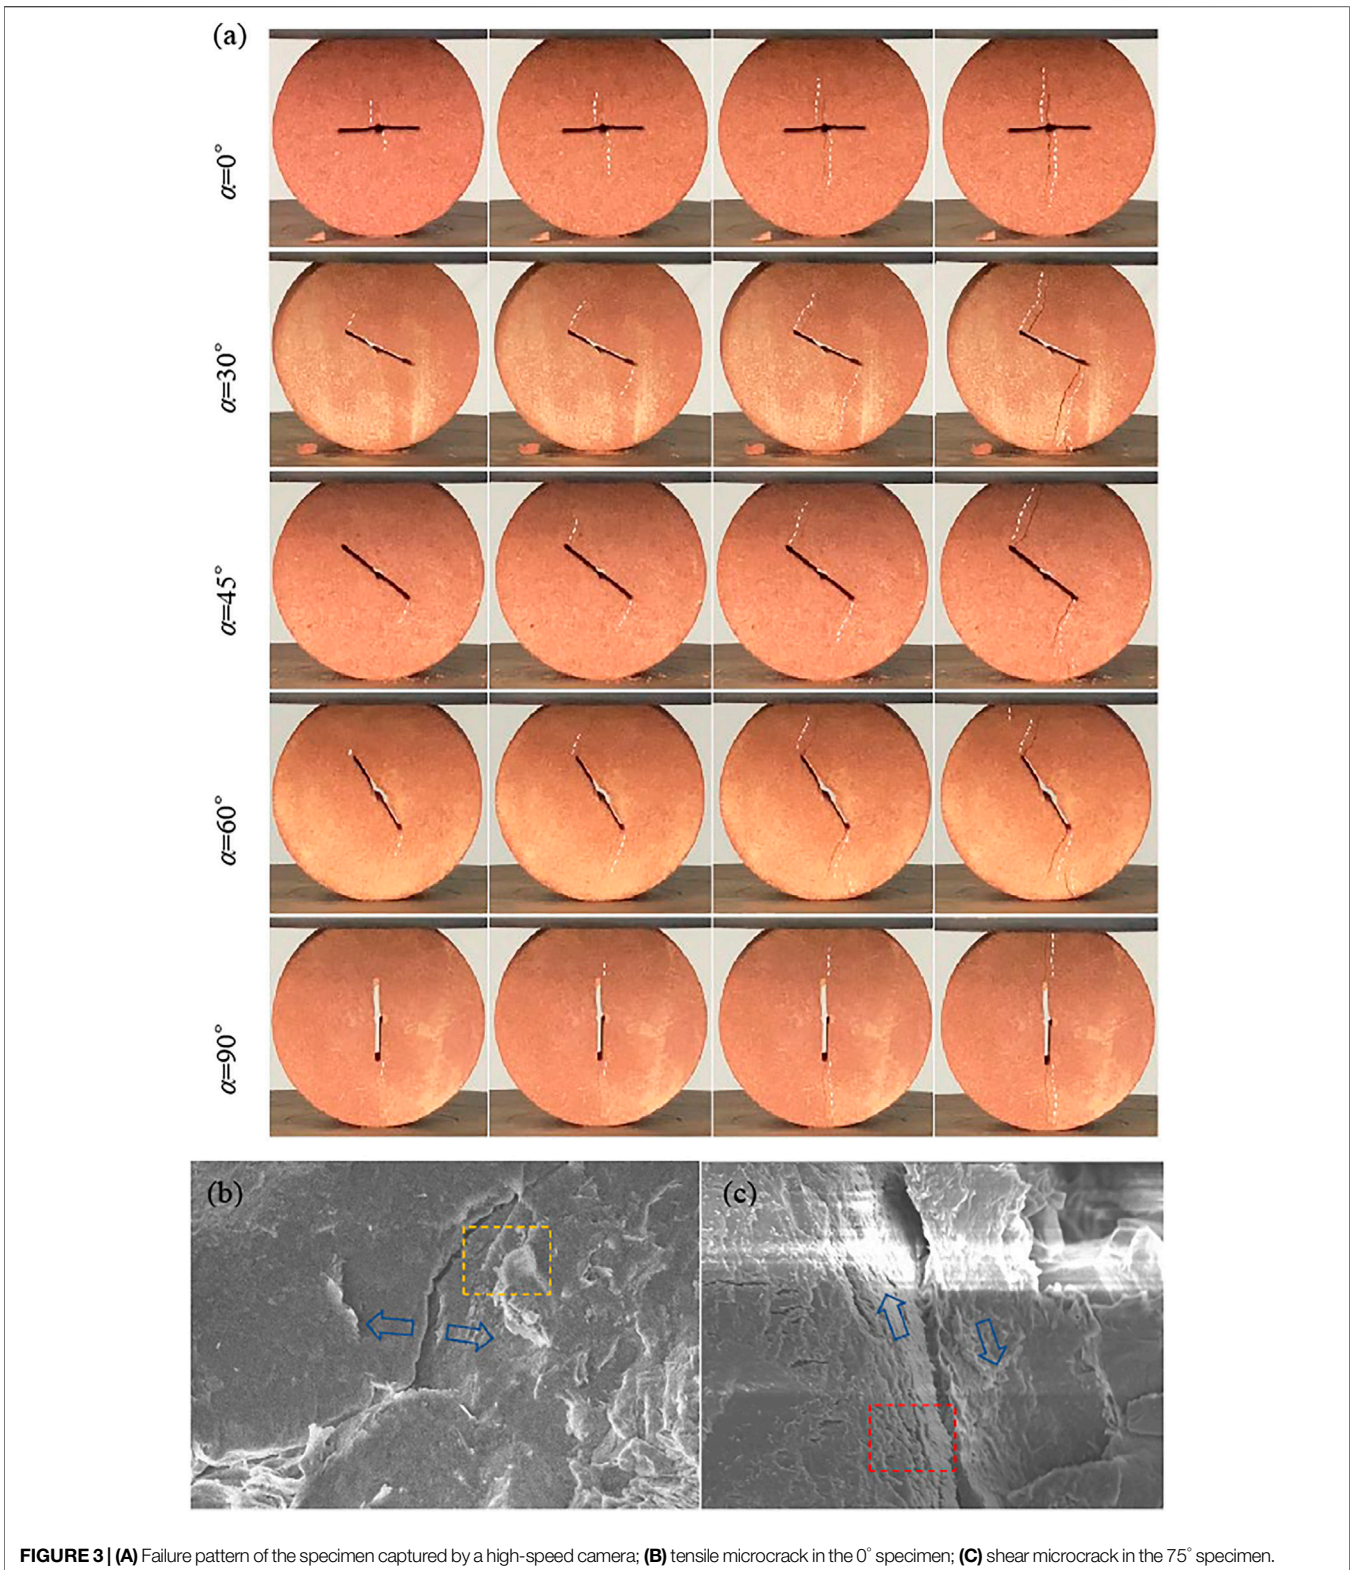 (a)
α=0°
α=30°
α=45°
α=60°
α=90°
(b)
(c)
FIGURE 3 | (A) Failure pattern of the specimen captured by a high-speed camera; (B) tensile microcrack in the 0° specimen; (C) shear microcrack in the 75° specimen.